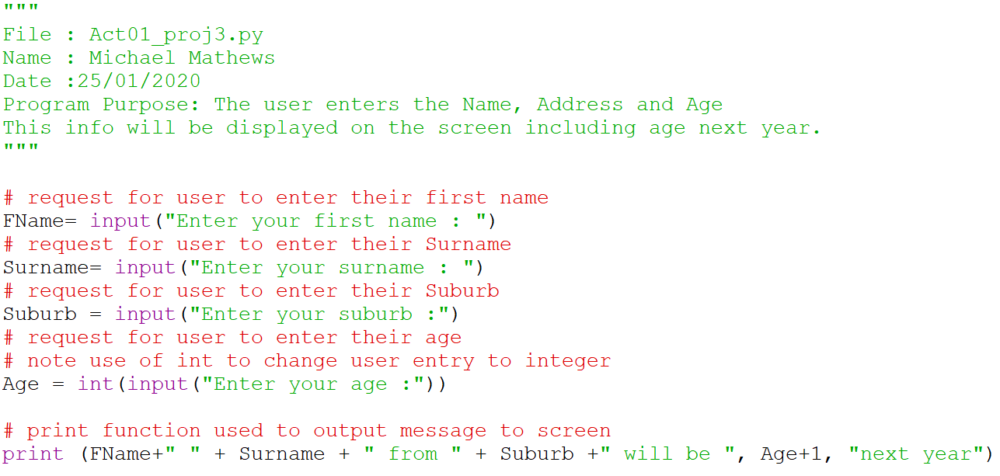 """
File : Act01_proj3.py
Name : Michael Mathews
Date :25/01/2020
Program Purpose: The user enters the Name, Address and Age
This info will be displayed on the screen including age next year.
"""
# request for user to enter their first name
FName= input("Enter your first name : ")
# request for user to enter their Surname
Surname= input("Enter your surname : ")
# request for user to enter their Suburb
Suburb = input("Enter your suburb :")
# request for user to enter their age
# note use of int to change user entry to integer
Age = int(input("Enter your age :"))
# print function used to output message to screen
print (FName+" " + Surname + " from " + Suburb +" will be ", Age+1, "next year")